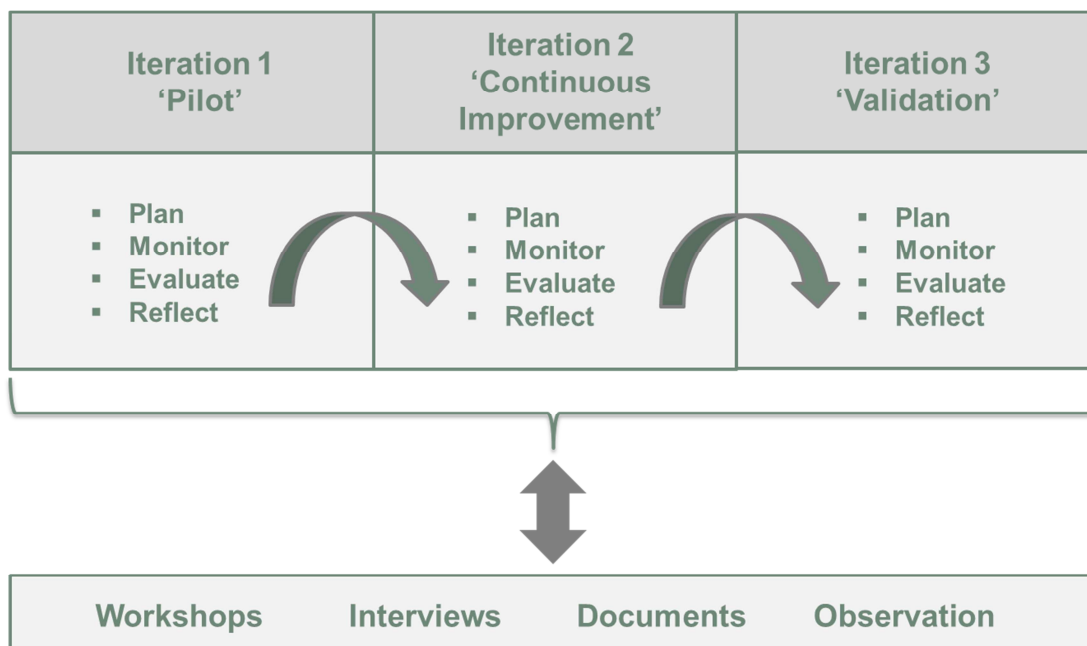 Iteration 1
‘Pilot’
Iteration 2
‘Continuous
Improvement’
Iteration 3
‘Validation’
▪ Plan
▪ Monitor
▪ Evaluate
▪ Reflect
▪ Plan
▪ Monitor
▪ Evaluate
▪ Reflect
▪ Plan
▪ Monitor
▪ Evaluate
▪ Reflect
Workshops Interviews Documents Observation